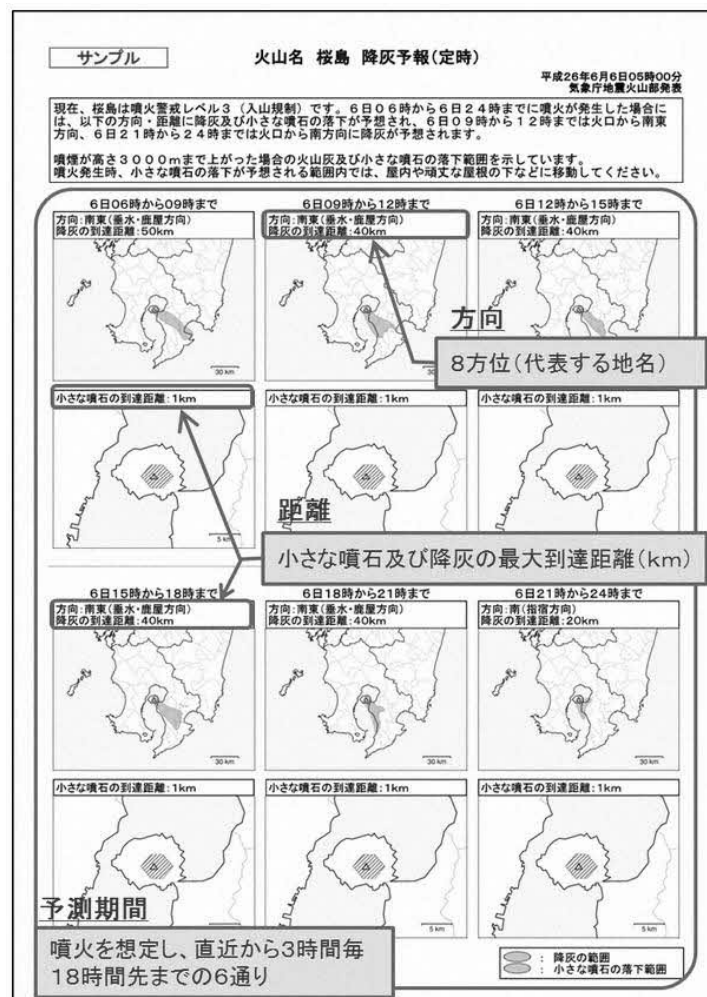 サンプル
火山名 桜島 降灰予報(定時)
平成26年6月6日05時00分
気象庁地震火山部発表
現在、桜島は噴火警戒レベル3(入山規制)です。6日06時から6日24時までに噴火が発生した場合に
は、以下の方向・距離に降灰及び小さな噴石の落下が予想され、6日09時から12時までは火口から南東
方向、6日21時から24時までは火口から南方向に降灰が予想されます。
噴煙が高さ3000mまで上がった場合の火山灰及び小さな噴石の落下範囲を示しています。
噴火発生時、小さな噴石の落下が予想される範囲内では、屋内や頑丈な屋根の下などに移動してください。
6日06時から09時まで
方向:南東(垂水・鹿屋方向)
降灰の到達距離:50km
30 km
6日09時から12時まで
方向:南東(垂水・鹿屋方向)
降灰の到達距離:40km
6日12時から15時まで
方向:南東(垂水・鹿屋方向)
降灰の到達距離:40km
方向
8方位(代表する地名)
小さな噴石の到達距離:1km
5 km
小さな噴石の到達距離:1km
小さな噴石の到達距離:1km
距離
小さな噴石及び降灰の最大到達距離(km)
6日15時から18時まで
方向:南東(垂水・鹿屋方向)
降灰の到達距離:40km
30 km
6日18時から21時まで
方向:南東(垂水・鹿屋方向)
降灰の到達距離:40km
30 km
6日21時から24時まで
方向:南(指宿方向)
降灰の到達距離:20km
30 km
小さな噴石の到達距離:1km
小さな噴石の到達距離:1km
5 km
小さな噴石の到達距離:1km
5 km
予測期間
噴火を想定し、直近から3時間毎
18時間先までの6通り
: 降灰の範囲
: 小さな噴石の落下範囲